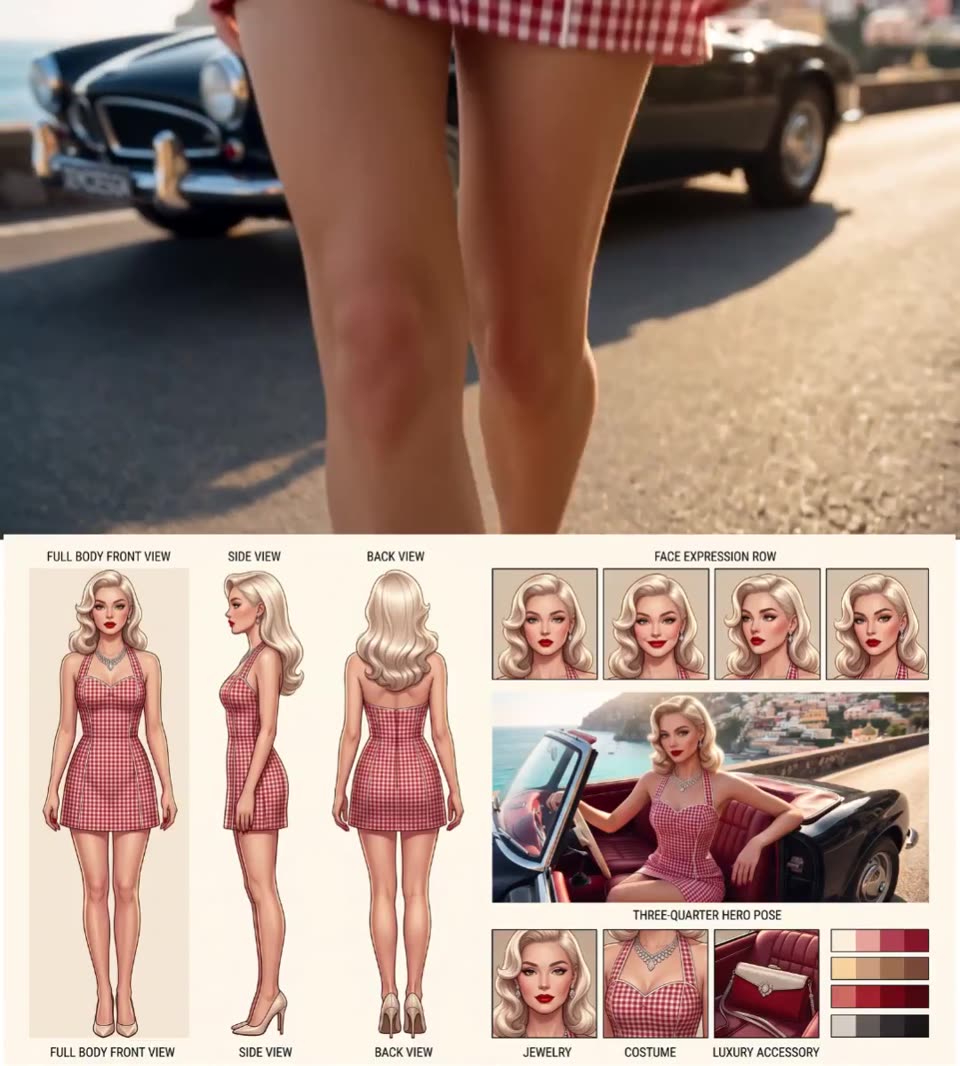 FULL BODY FRONT VIEW
SIDE VIEW
BACK VIEW
FACE EXPRESSION ROW
THREE-QUARTER HERO POSE
FULL BODY FRONT VIEW
SIDE VIEW
BACK VIEW
JEWELRY
COSTUME
LUXURY ACCESSORY